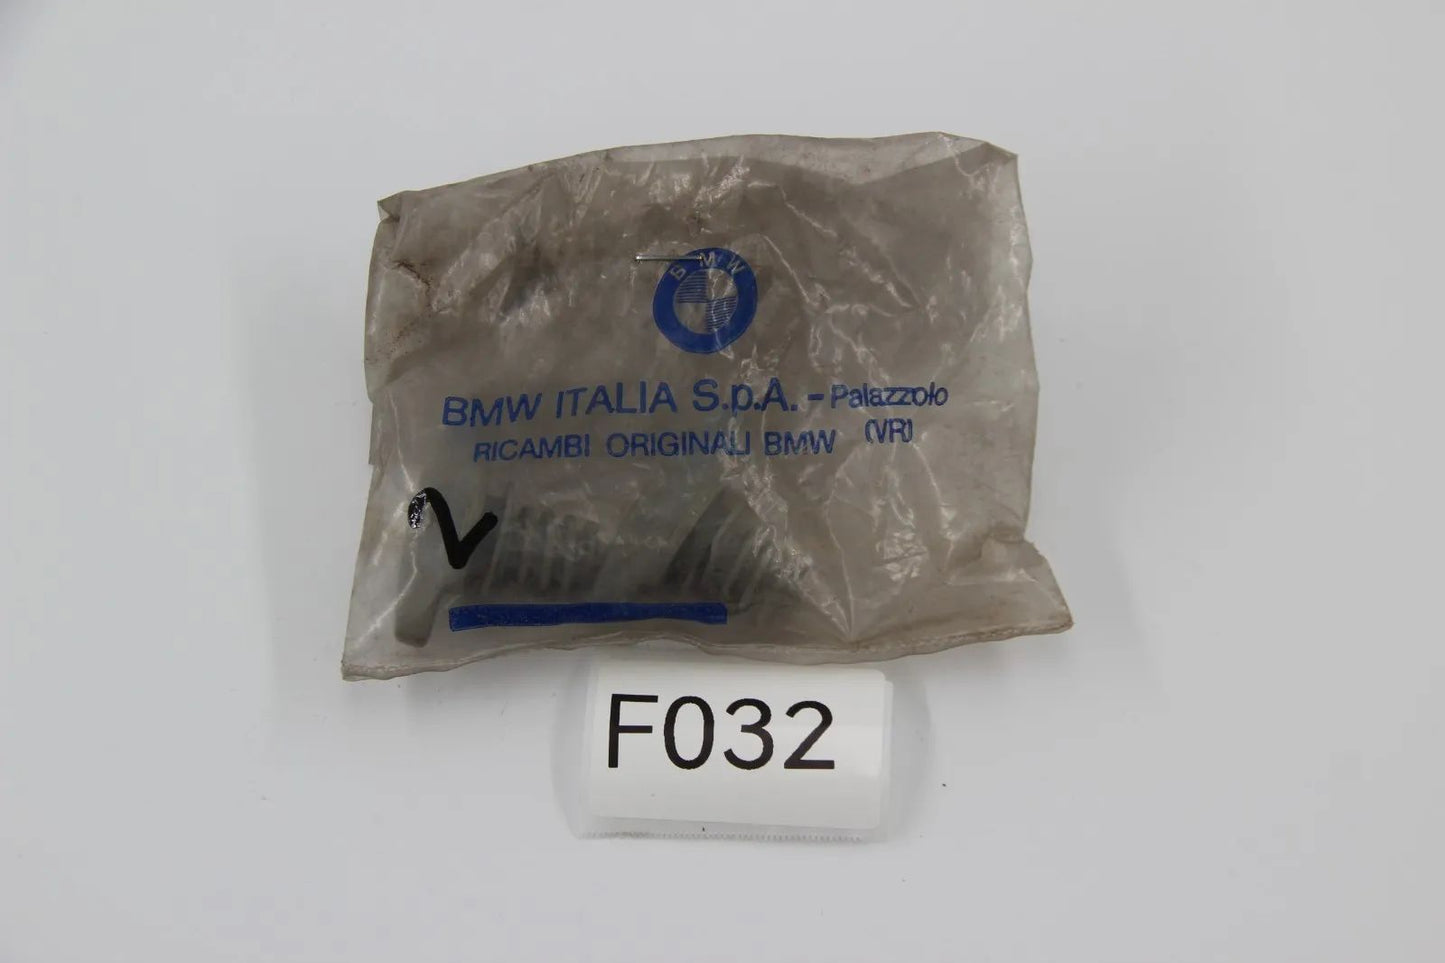 BMW
BMW ITALIA S.p.A. - Palazzolo
RICAMBI ORIGINALI BMW (VR)
F032